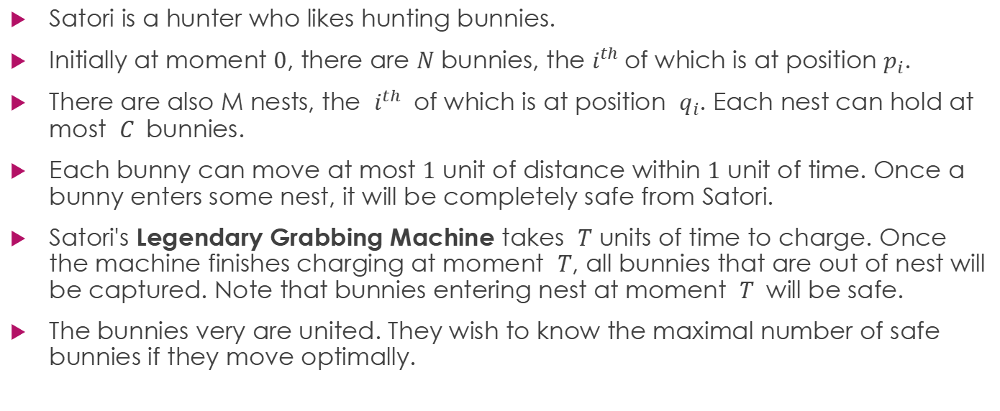 ▶ Satori is a hunter who likes hunting bunnies.
▶ Initially at moment 0, there are N bunnies, the i^{th} of which is at position p_i.
▶ There are also M nests, the i^{th} of which is at position q_i. Each nest can hold at
most C bunnies.
▶ Each bunny can move at most 1 unit of distance within 1 unit of time. Once a
bunny enters some nest, it will be completely safe from Satori.
▶ Satori's Legendary Grabbing Machine takes T units of time to charge. Once
the machine finishes charging at moment T, all bunnies that are out of nest will
be captured. Note that bunnies entering nest at moment T will be safe.
▶ The bunnies very are united. They wish to know the maximal number of safe
bunnies if they move optimally.